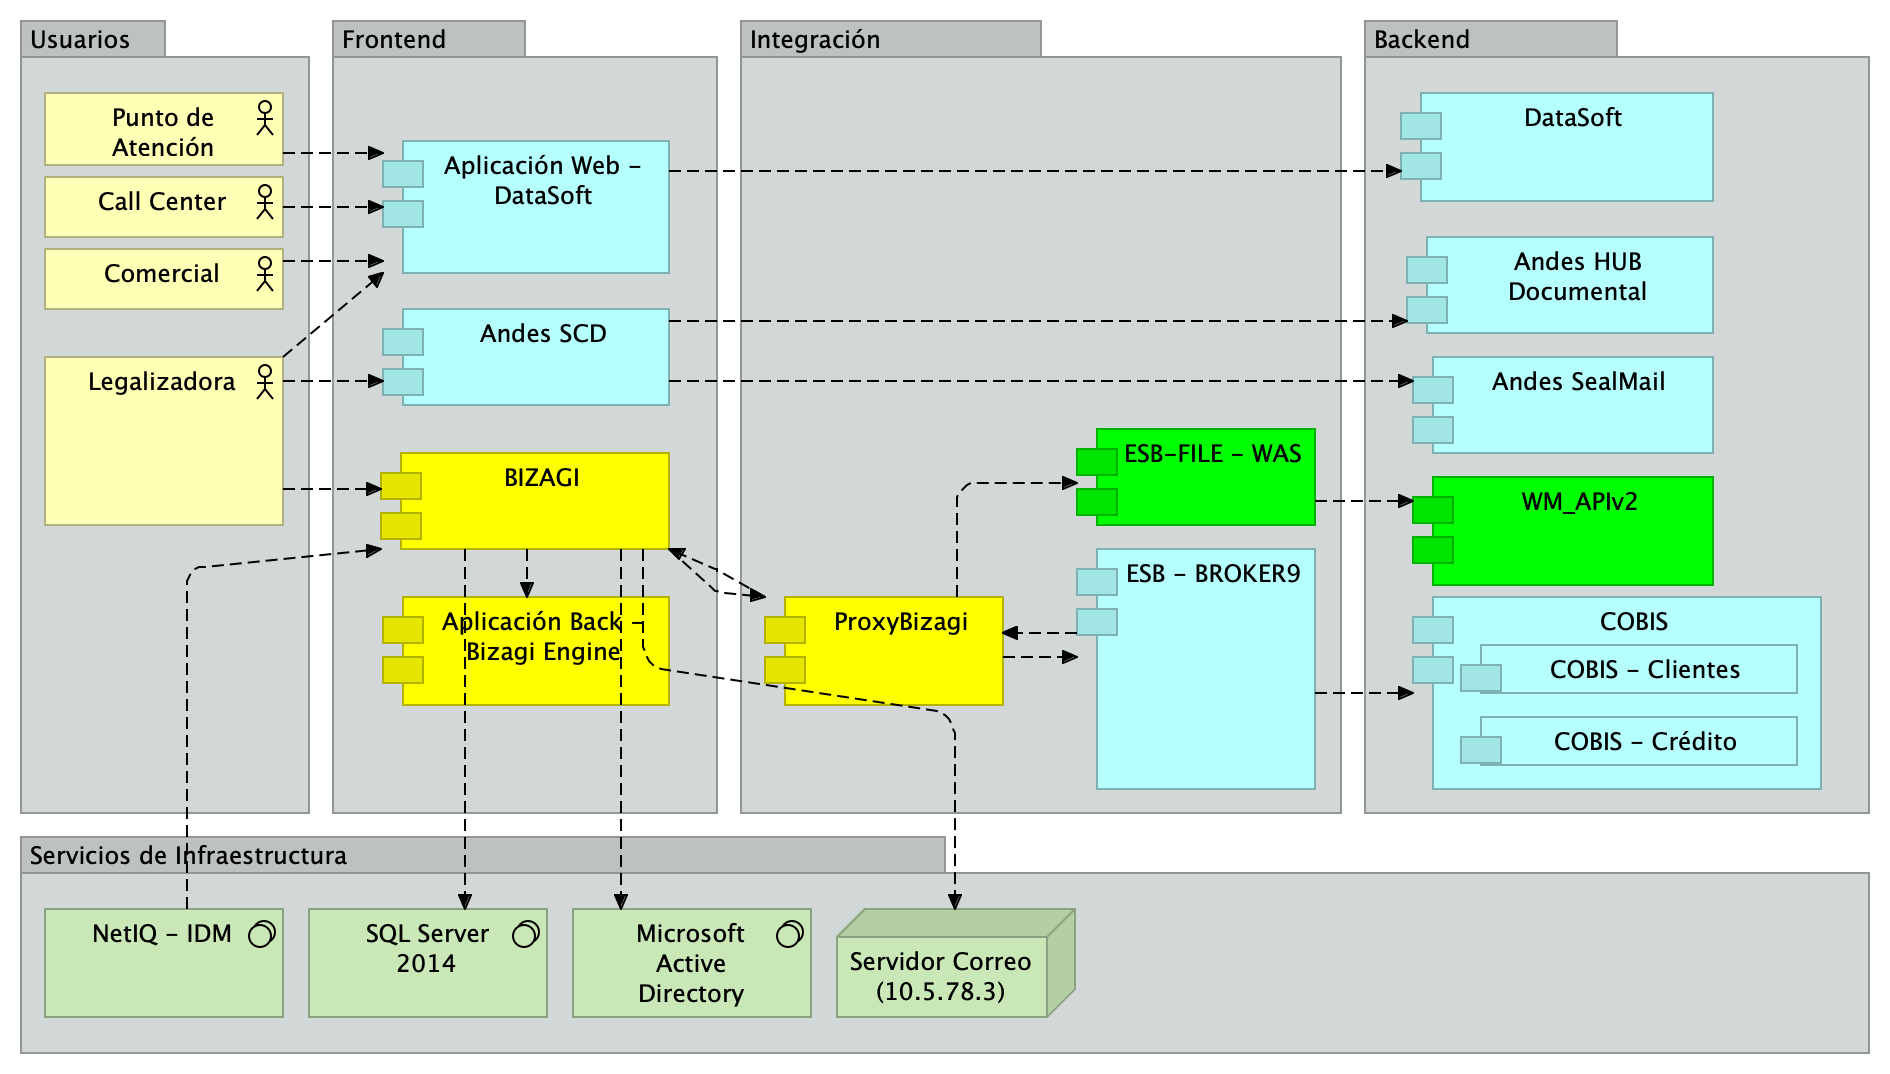 Usuarios
Punto de
Atención
Call Center
Comercial
Legalizadora
Frontend
Aplicación Web -
DataSoft
Andes SCD
BIZAGI
Aplicación Back -
Bizagi Engine
Integración
ESB-FILE - WAS
ESB - BROKER9
ProxyBizagi
Backend
DataSoft
Andes HUB
Documental
Andes SealMail
WM_APIv2
COBIS
COBIS - Clientes
COBIS - Crédito
Servicios de Infraestructura
NetIQ - IDM
SQL Server
2014
Microsoft
Active
Directory
Servidor Correo
(10.5.78.3)